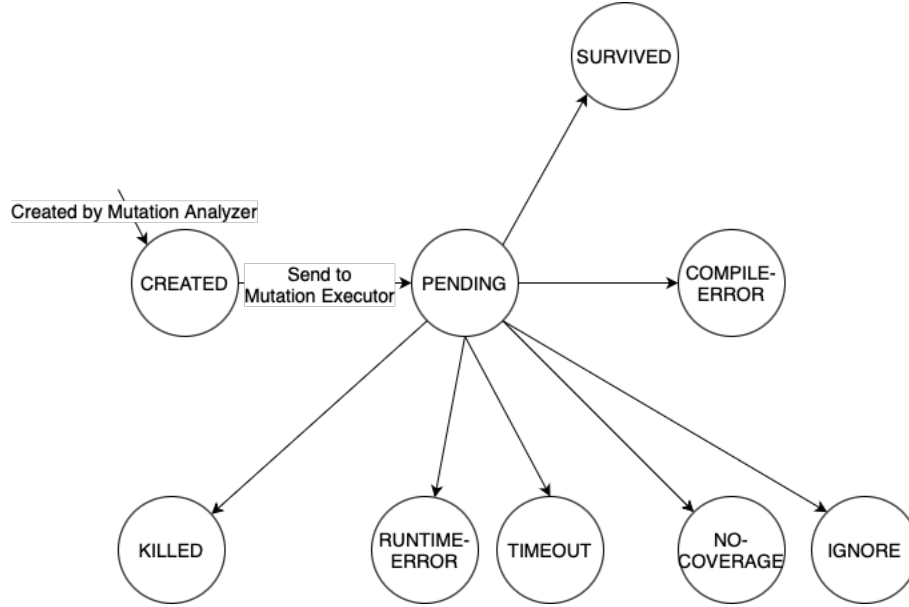 SURVIVED
Created by Mutation Analyzer
CREATED
Send to
Mutation Executor
PENDING
COMPILE-
ERROR
KILLED
RUNTIME-
ERROR
TIMEOUT
NO-
COVERAGE
IGNORE